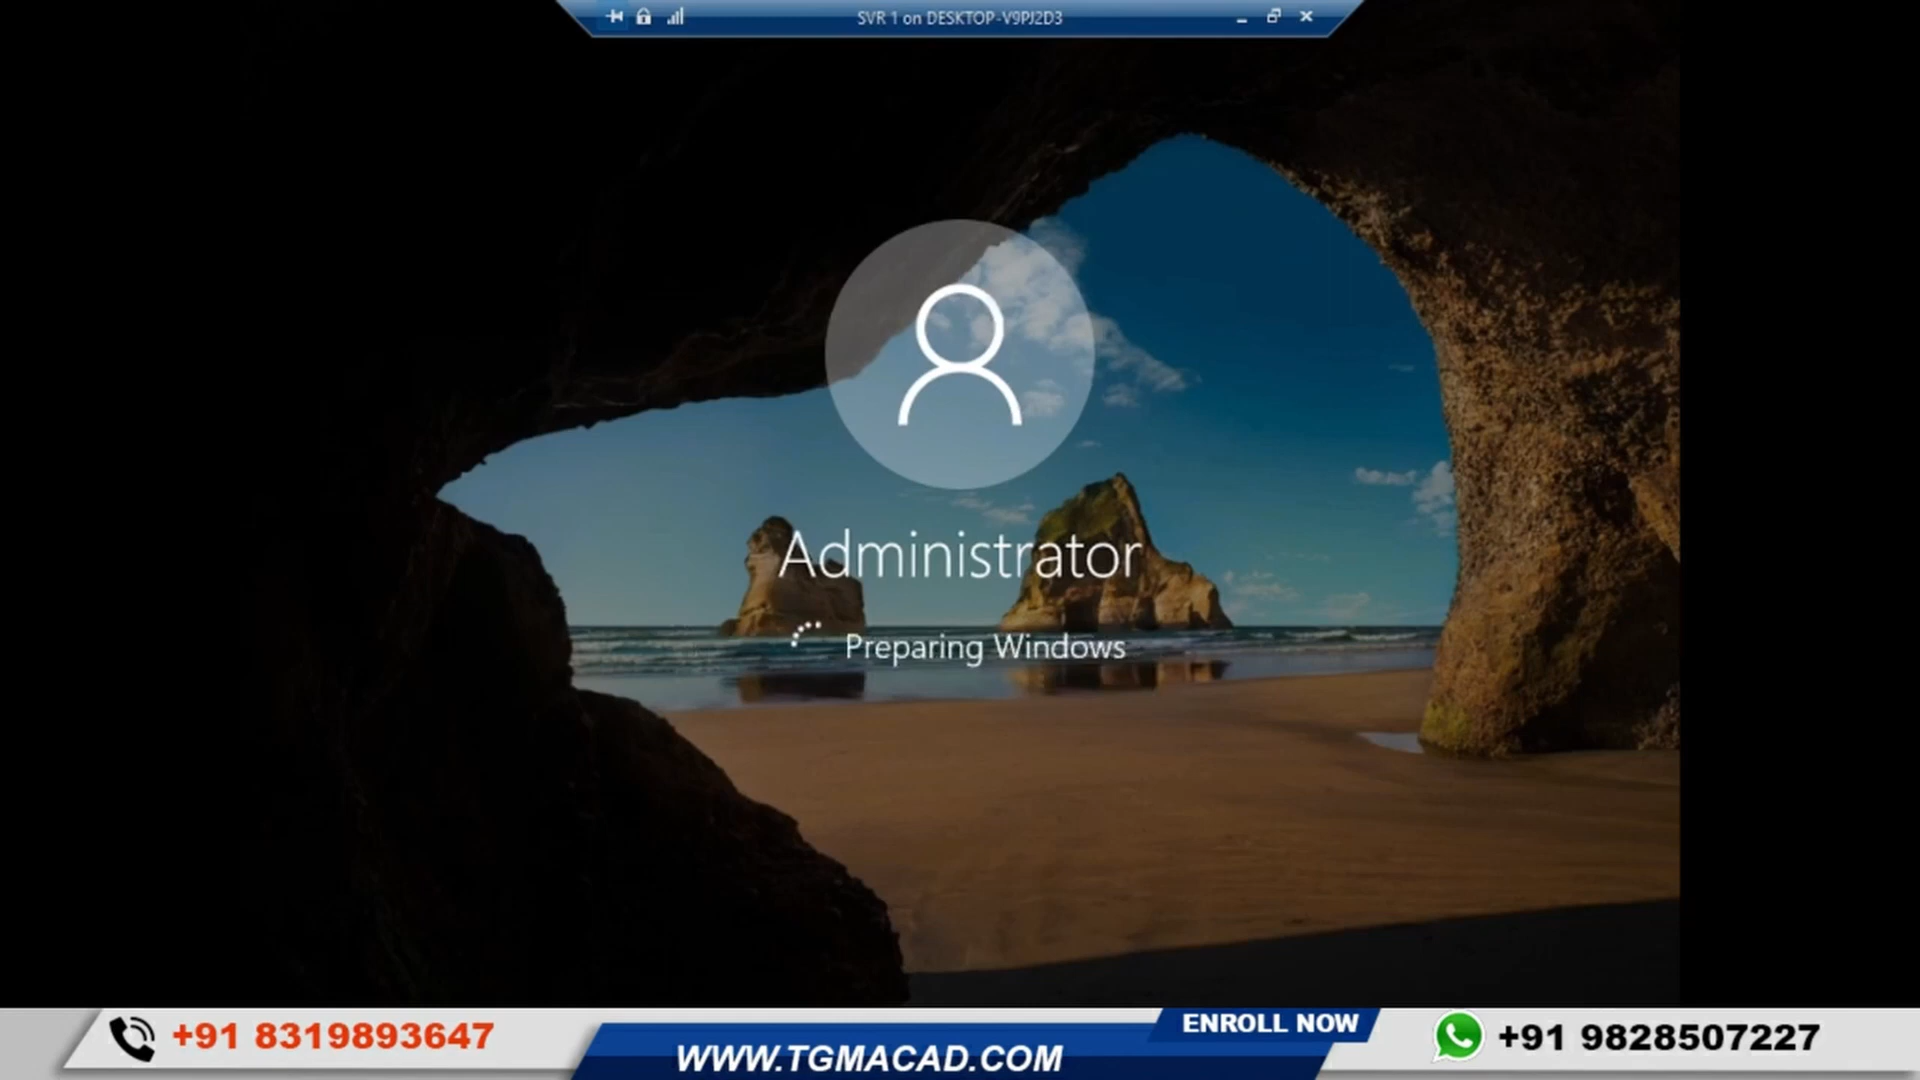 SVR 1 on DESKTOP-V9PJ2D3
Administrator
Preparing Windows
+91 8319893647
WWW.TGMACAD.COM
ENROLL NOW
+91 9828507227